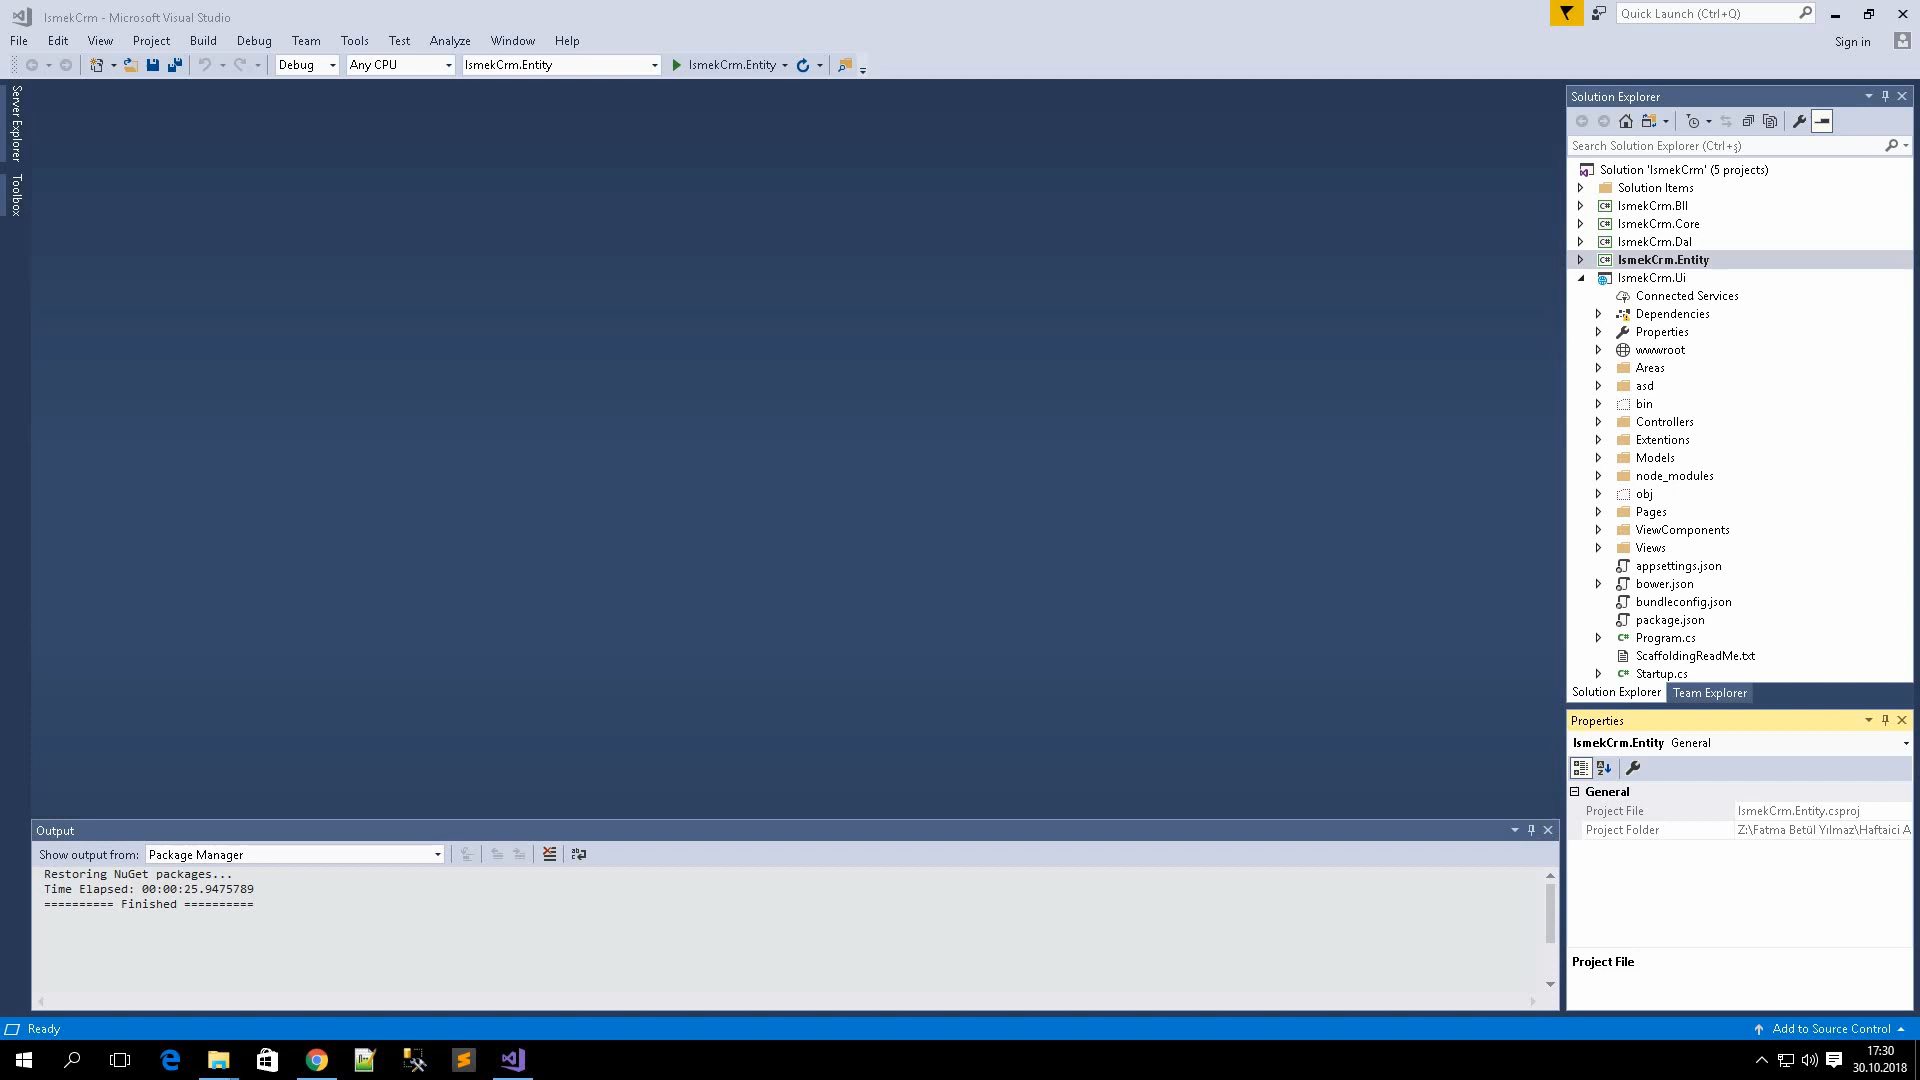 IsmekCrm - Microsoft Visual Studio
Quick Launch (Ctrl+Q)
File Edit View Project Build Debug Team Tools Test Analyze Window Help
Sign in
Debug Any CPU IsmekCrm.Entity IsmekCrm.Entity
Server Explorer
Toolbox
Solution Explorer
Search Solution Explorer (Ctrl+ş)
Solution 'IsmekCrm' (5 projects)
Solution Items
IsmekCrm.Bll
IsmekCrm.Core
IsmekCrm.Dal
IsmekCrm.Entity
IsmekCrm.Ui
Connected Services
Dependencies
Properties
wwwroot
Areas
asd
bin
Controllers
Extentions
Models
node_modules
obj
Pages
ViewComponents
Views
appsettings.json
bower.json
bundleconfig.json
package.json
Program.cs
ScaffoldingReadMe.txt
Startup.cs
Solution Explorer Team Explorer
Properties
IsmekCrm.Entity General
General
Project File IsmekCrm.Entity.csproj
Project Folder Z:\Fatma Betül Yılmaz\Haftaici A
Project File
Output
Show output from: Package Manager
Restoring NuGet packages...
Time Elapsed: 00:00:25.9475789
========== Finished ==========
Ready
Add to Source Control
17:30
30.10.2018